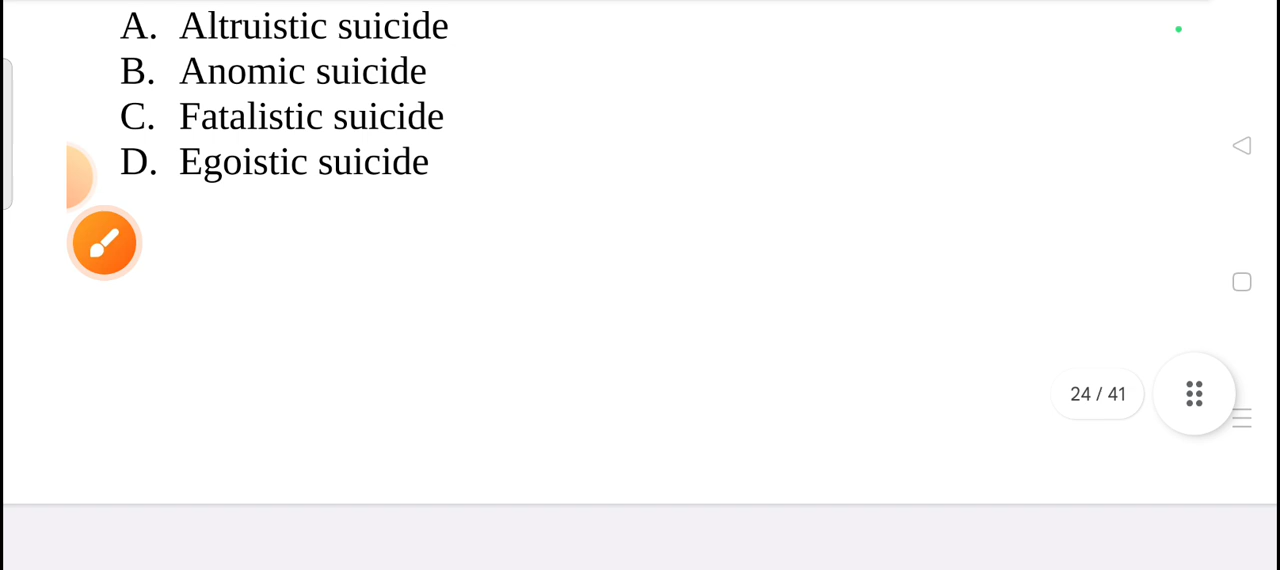 A. Altruistic suicide
B. Anomic suicide
C. Fatalistic suicide
D. Egoistic suicide
24 / 41